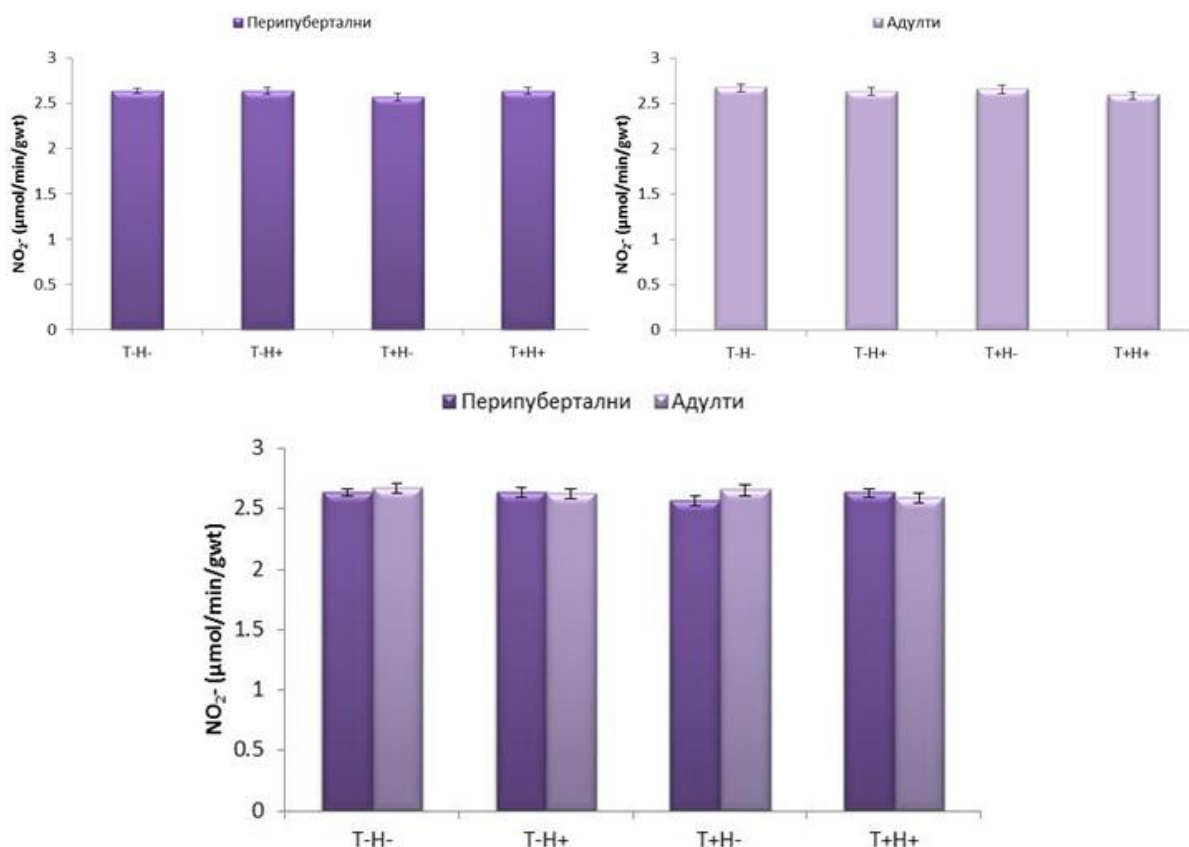 Перипубертални
3
2.5
2
1.5
1
0.5
0
NO₂- (µmol/min/gwt)
T-H-
T-H+
T+H-
T+H+
Адулти
3
2.5
2
1.5
1
0.5
0
NO₂- (µmol/min/gwt)
T-H-
T-H+
T+H-
T+H+
Перипубертални Адулти
3
2.5
2
1.5
1
0.5
0
NO₂- (µmol/min/gwt)
T-H-
T-H+
T+H-
T+H+